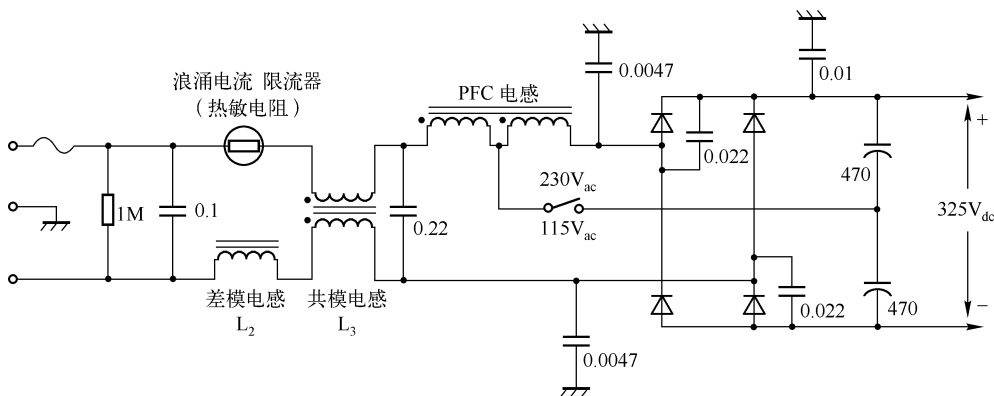 浪涌电流 限流器
（热敏电阻）
PFC 电感
0.0047
0.01
+
0.022
470
230Vac
115Vac
325Vdc
1M
0.1
0.22
差模电感
L2
共模电感
L3
0.022
470
−
0.0047